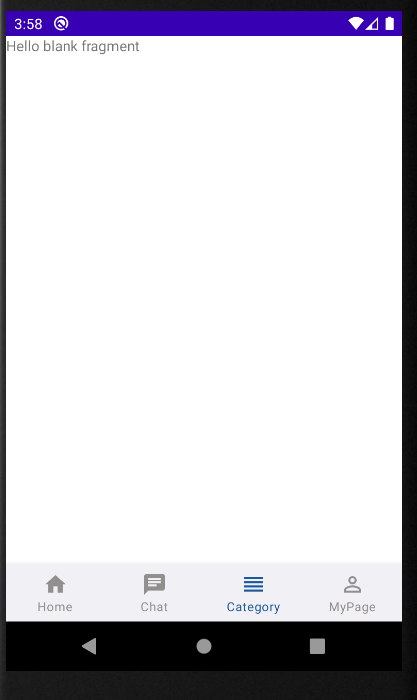 3:58
Hello blank fragment
Home
Chat
Category
MyPage